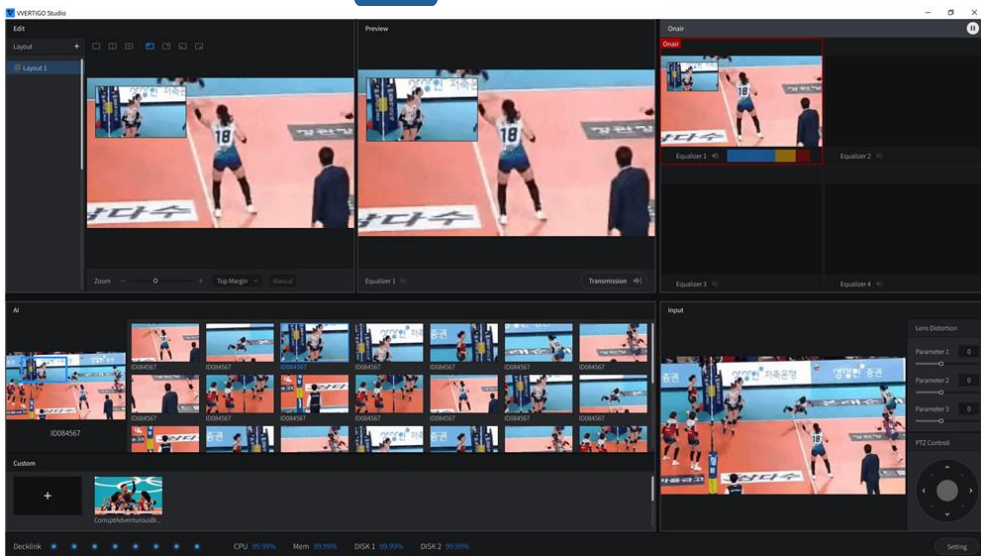 VVERTIGO Studio
Edit
Layout +
Layout 1
Zoom − + Top Margin Manual
Preview
18
Equalizer 1
Transmission
Onair
Onair
Equalizer 1
Equalizer 2
Equalizer 3
Equalizer 4
AI
ID084567
ID084567 ID084567 ID084567 ID084567 ID084567 ID084567 ID084567
ID084567 ID084567 ID084567 ID084567 ID084567 ID084567 ID084567
Custom
+
CorruptAdventurousBi...
Input
18
Lens Distortion
Parameter 1 0
Parameter 2 0
Parameter 3 0
PTZ Controll
Decklink
CPU 99.99%
Mem 99.99%
DISK 1 99.99%
DISK 2 99.99%
Setting